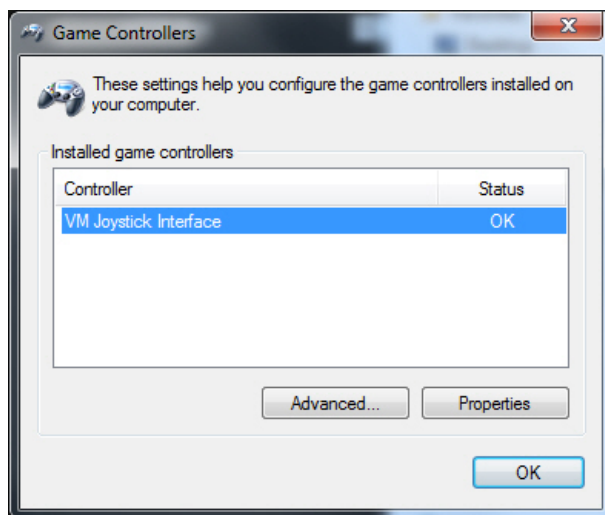 Game Controllers
These settings help you configure the game controllers installed on
your computer.
Installed game controllers
Controller Status
VM Joystick Interface OK
Advanced... Properties
OK